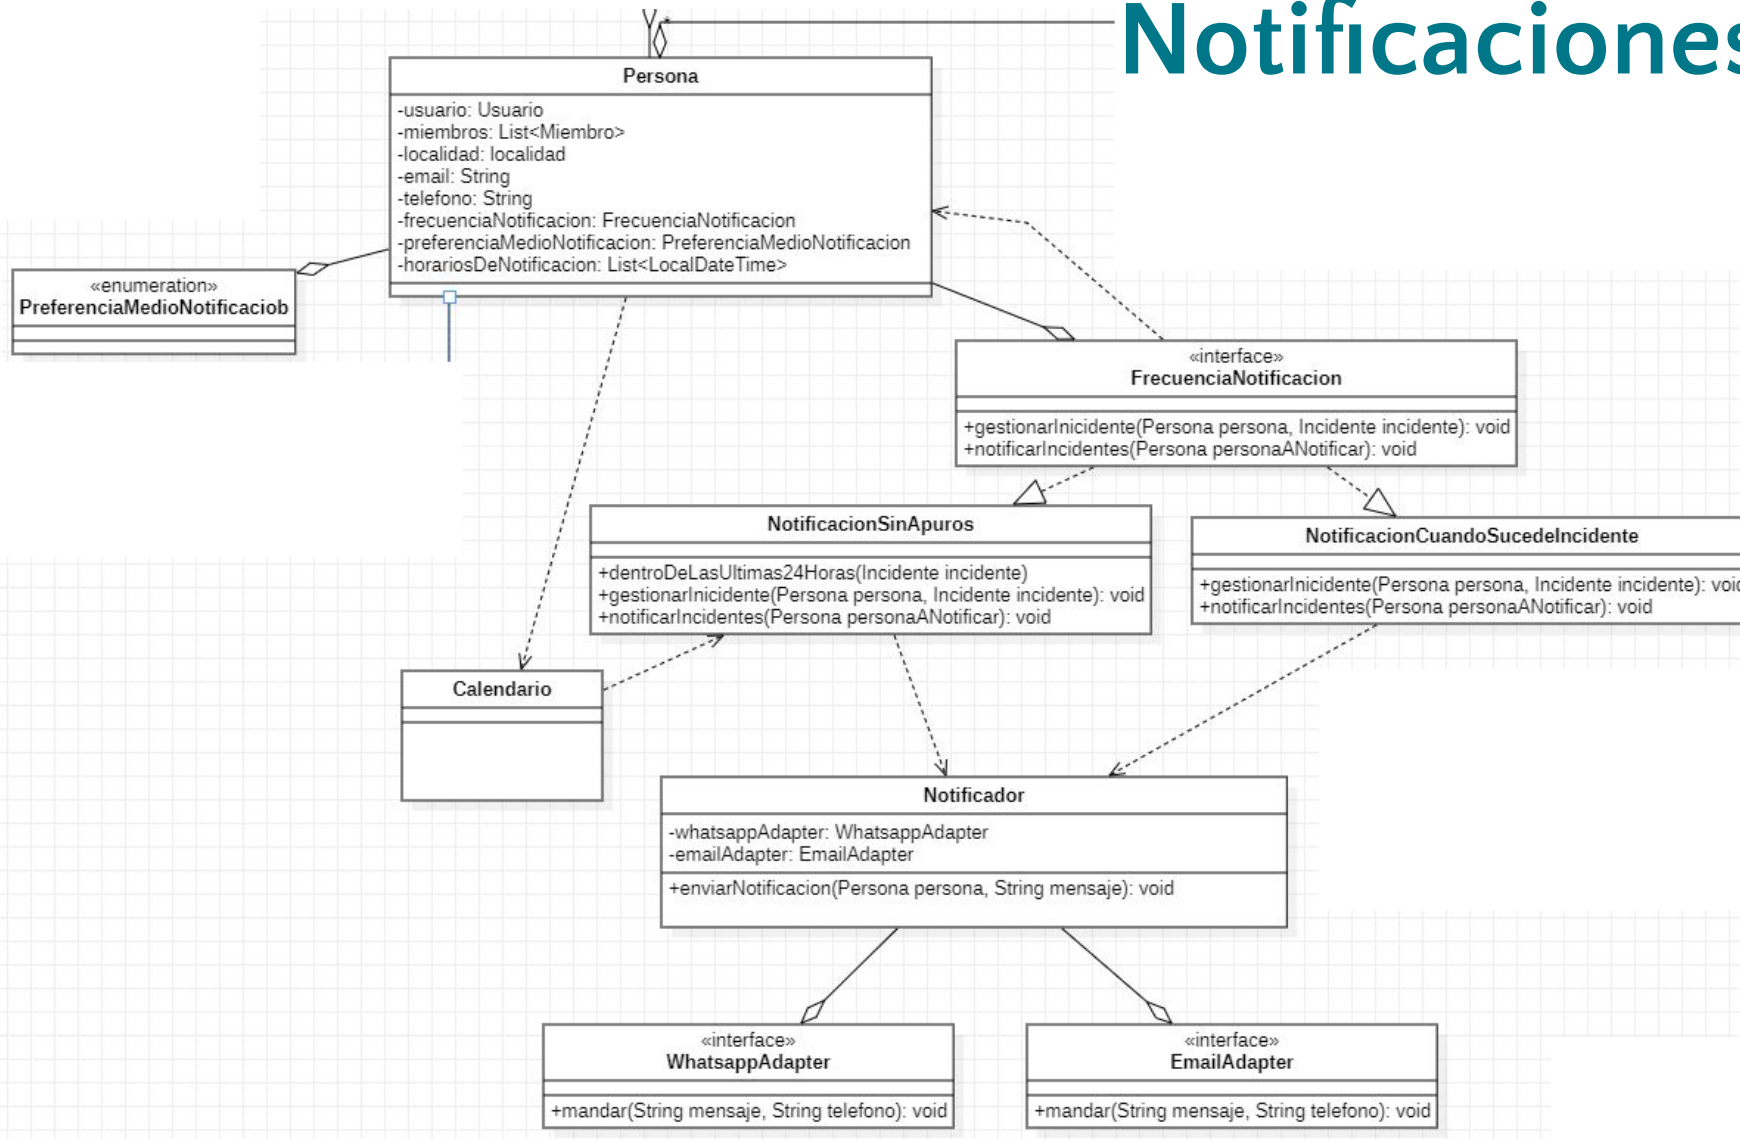 Notificaciones
Persona
-usuario: Usuario
-miembros: List<Miembro>
-localidad: localidad
-email: String
-telefono: String
-frecuenciaNotificacion: FrecuenciaNotificacion
-preferenciaMedioNotificacion: PreferenciaMedioNotificacion
-horariosDeNotificacion: List<LocalDateTime>
«enumeration»
PreferenciaMedioNotificaciob
«interface»
FrecuenciaNotificacion
+gestionarInicidente(Persona persona, Incidente incidente): void
+notificarIncidentes(Persona personaANotificar): void
NotificacionSinApuros
+dentroDeLasUltimas24Horas(Incidente incidente)
+gestionarInicidente(Persona persona, Incidente incidente): void
+notificarIncidentes(Persona personaANotificar): void
NotificacionCuandoSucedeIncidente
+gestionarInicidente(Persona persona, Incidente incidente): void
+notificarIncidentes(Persona personaANotificar): void
Calendario
Notificador
-whatsappAdapter: WhatsappAdapter
-emailAdapter: EmailAdapter
+enviarNotificacion(Persona persona, String mensaje): void
«interface»
WhatsappAdapter
+mandar(String mensaje, String telefono): void
«interface»
EmailAdapter
+mandar(String mensaje, String telefono): void